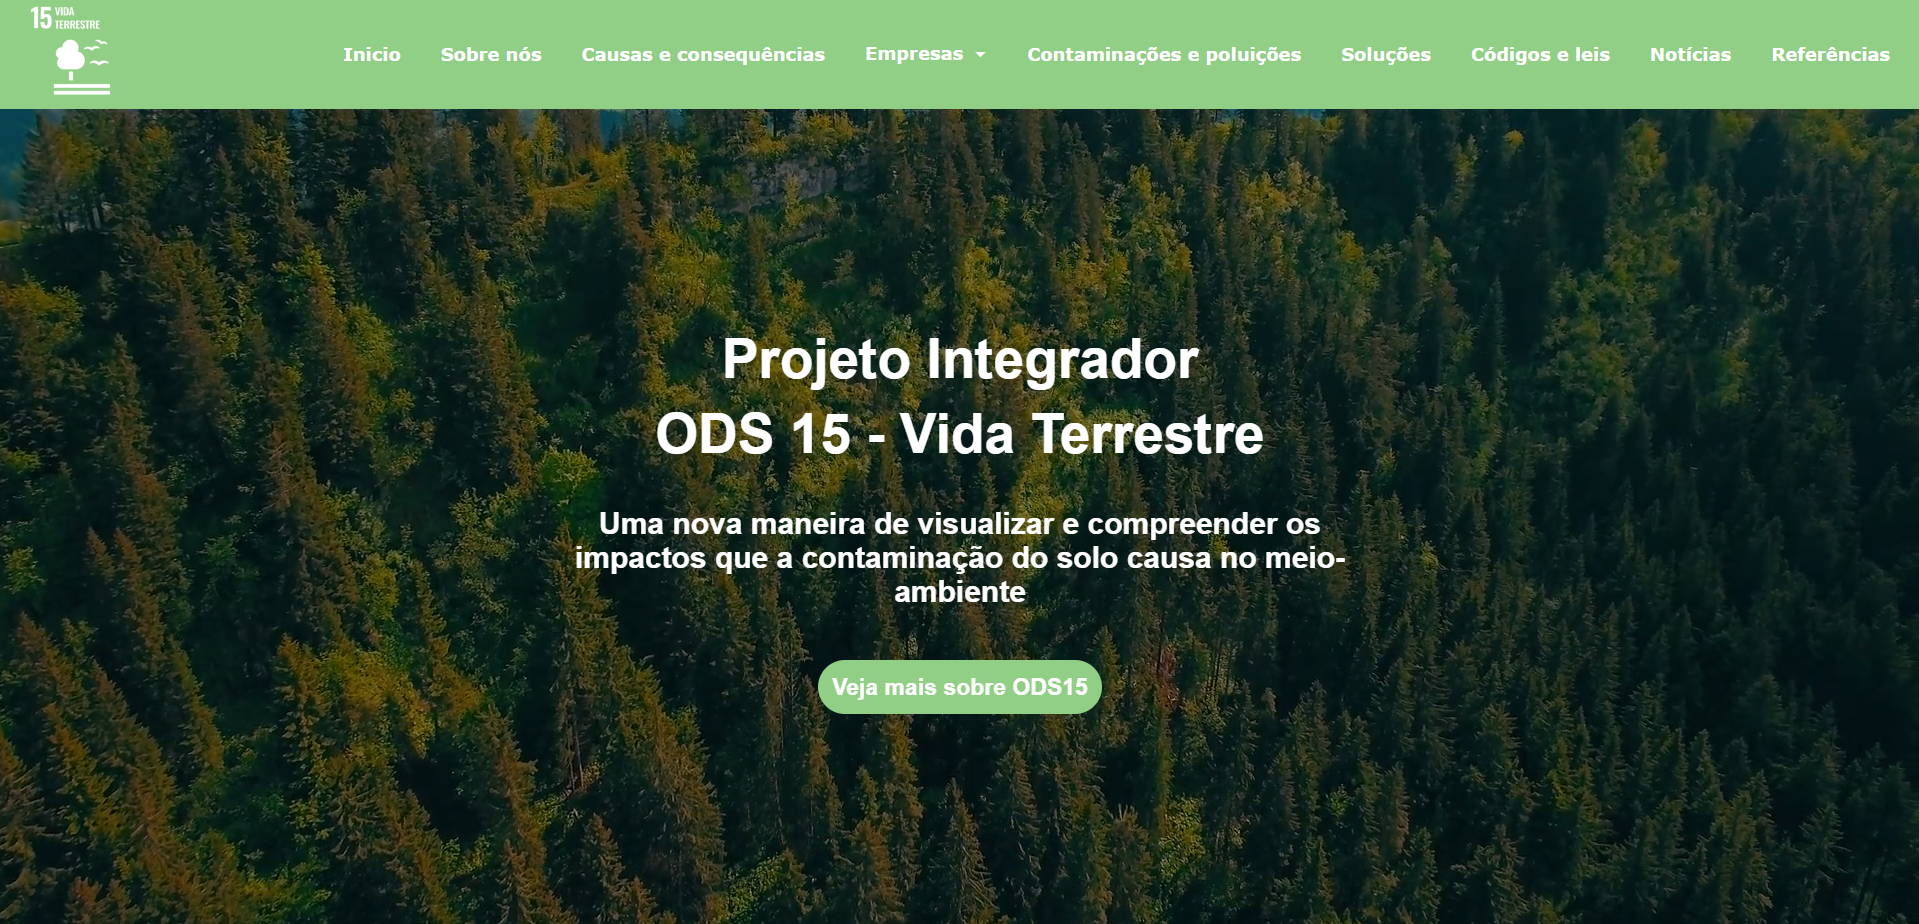 15 VIDA
TERRESTRE
Inicio
Sobre nós
Causas e consequências
Empresas
Contaminações e poluições
Soluções
Códigos e leis
Notícias
Referências
Projeto Integrador
ODS 15 - Vida Terrestre
Uma nova maneira de visualizar e compreender os
impactos que a contaminação do solo causa no meio-
ambiente
Veja mais sobre ODS15